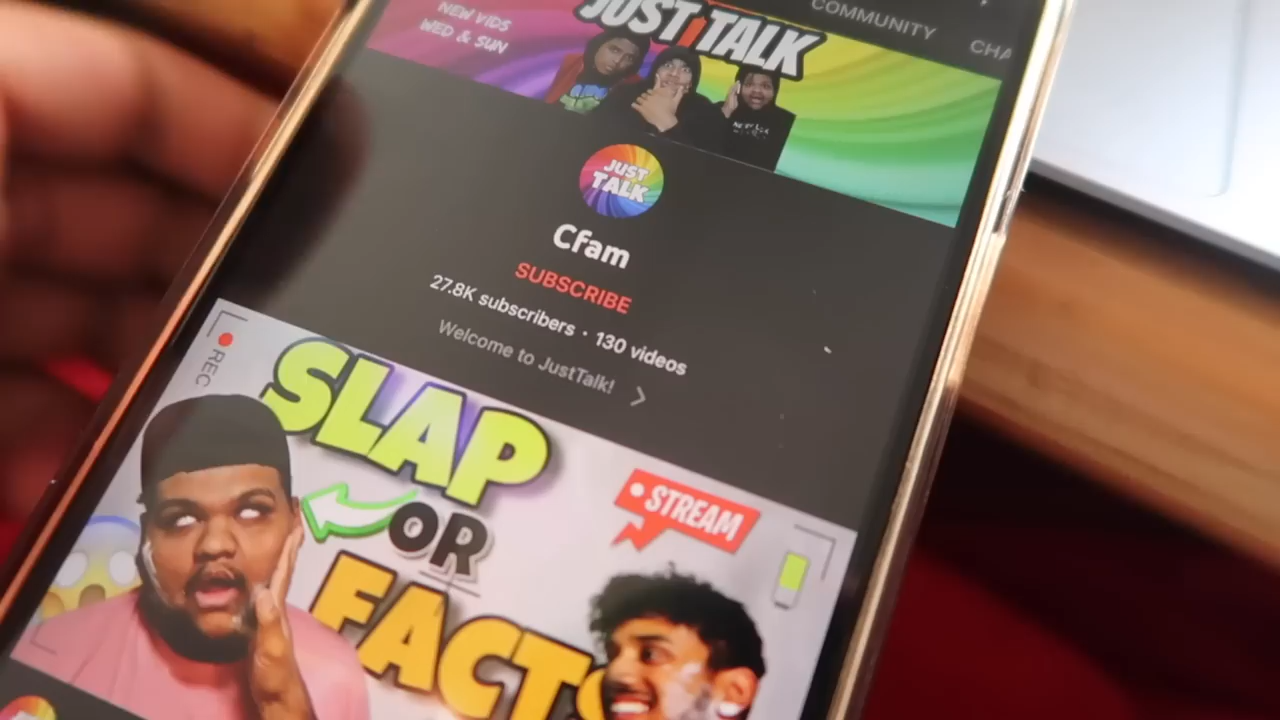 COMMUNITY
CHA
NEW VIDS
WED & SUN
JUST TALK
JUST
TALK
Cfam
SUBSCRIBE
27.8K subscribers · 130 videos
Welcome to JustTalk!
REC
SLAP
OR
FACTS
STREAM